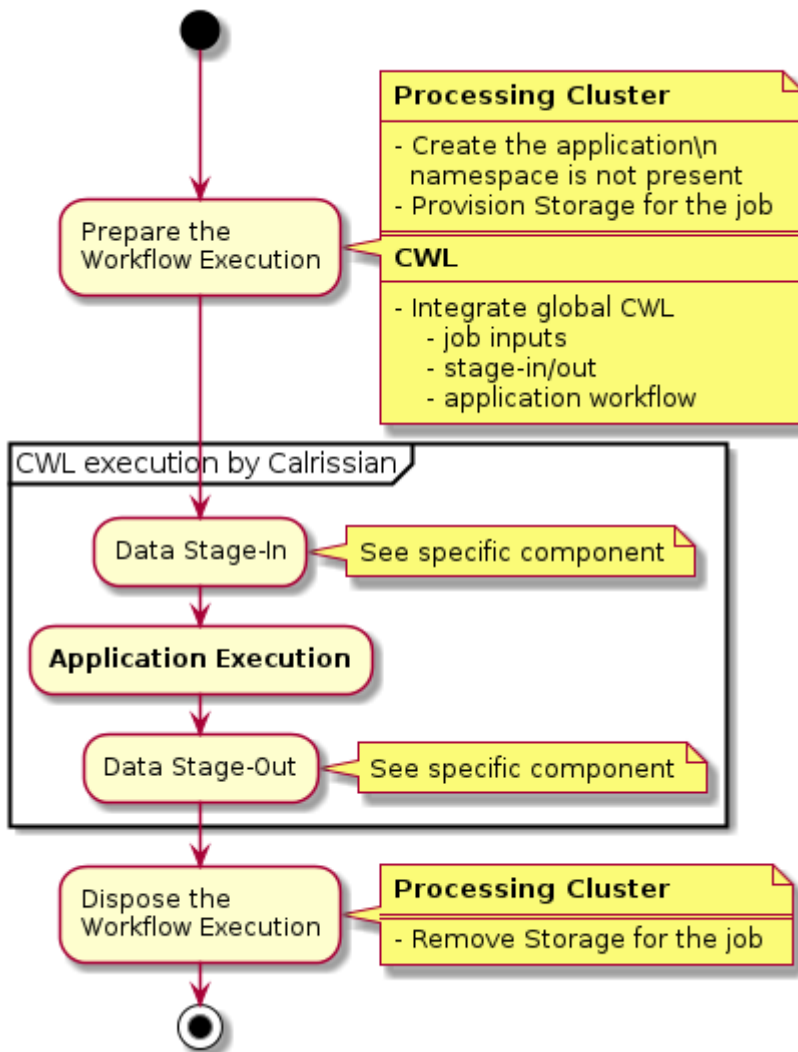 Processing Cluster
- Create the application\n
namespace is not present
- Provision Storage for the job
Prepare the
Workflow Execution
CWL
- Integrate global CWL
- job inputs
- stage-in/out
- application workflow
CWL execution by Calrissian
Data Stage-In
See specific component
Application Execution
Data Stage-Out
See specific component
Dispose the
Workflow Execution
Processing Cluster
- Remove Storage for the job